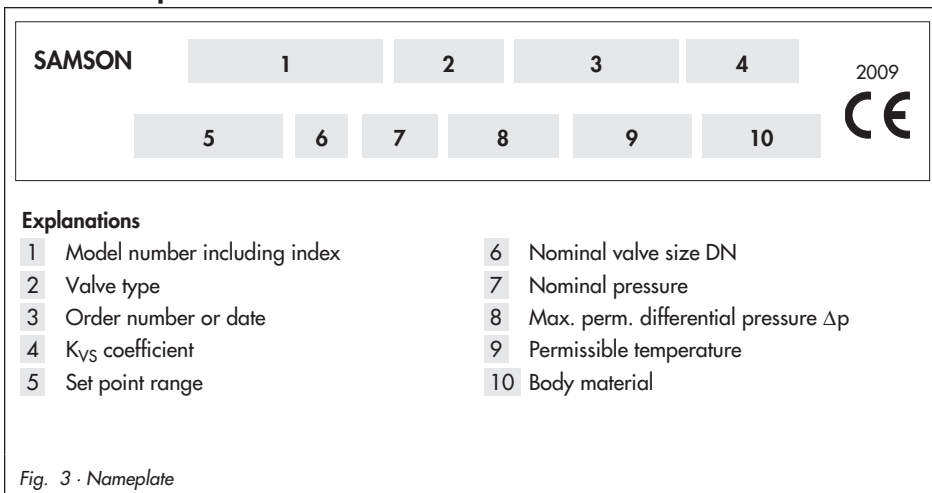 SAMSON 1 2 3 4 2009
5 6 7 8 9 10 CE
Explanations
1 Model number including index
2 Valve type
3 Order number or date
4 KVS coefficient
5 Set point range
6 Nominal valve size DN
7 Nominal pressure
8 Max. perm. differential pressure Δp
9 Permissible temperature
10 Body material
Fig. 3 · Nameplate